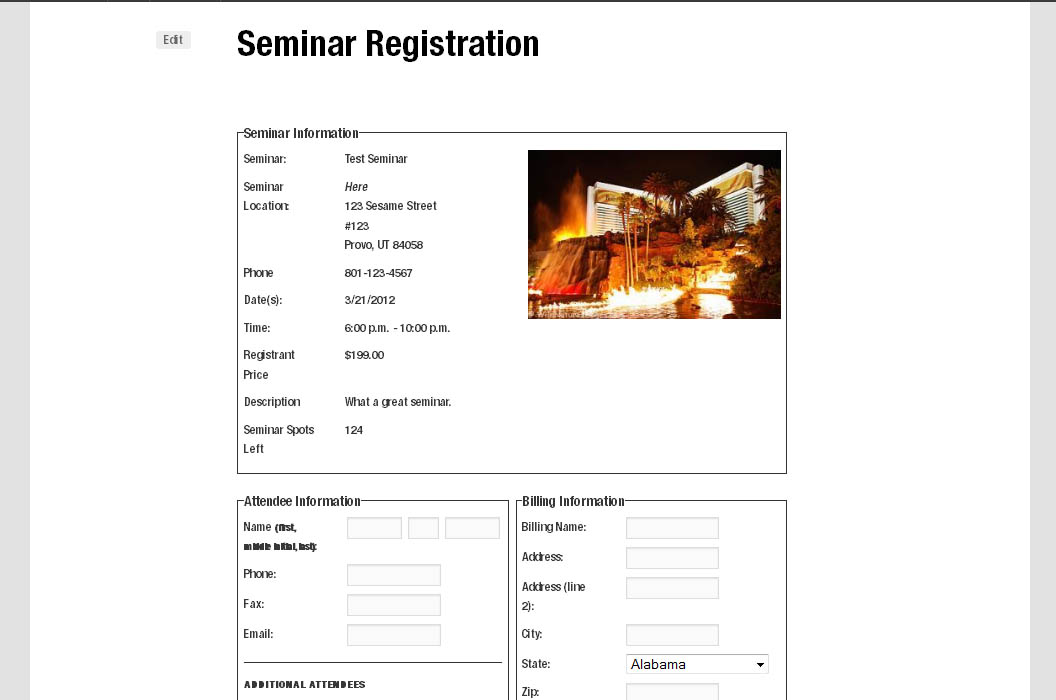 Edit
Seminar Registration
Seminar Information
Seminar: Test Seminar
Seminar Here
Location: 123 Sesame Street
#123
Provo, UT 84058
Phone 801-123-4567
Date(s): 3/21/2012
Time: 6:00 p.m. - 10:00 p.m.
Registrant $199.00
Price
Description What a great seminar.
Seminar Spots 124
Left
Attendee Information
Name (first,
middle initial, last):
Phone:
Fax:
Email:
ADDITIONAL ATTENDEES
Billing Information
Billing Name:
Address:
Address (line
2):
City:
State: Alabama
Zip: